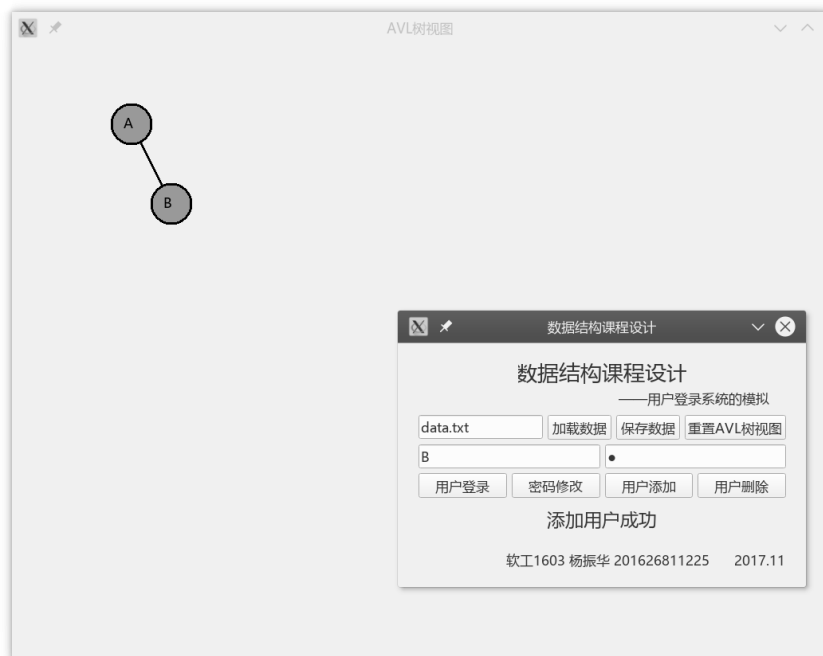 AVL树视图
A
B
数据结构课程设计
数据结构课程设计
——用户登录系统的模拟
data.txt 加载数据 保存数据 重置AVL树视图
B ●
用户登录 密码修改 用户添加 用户删除
添加用户成功
软工1603 杨振华 201626811225 2017.11